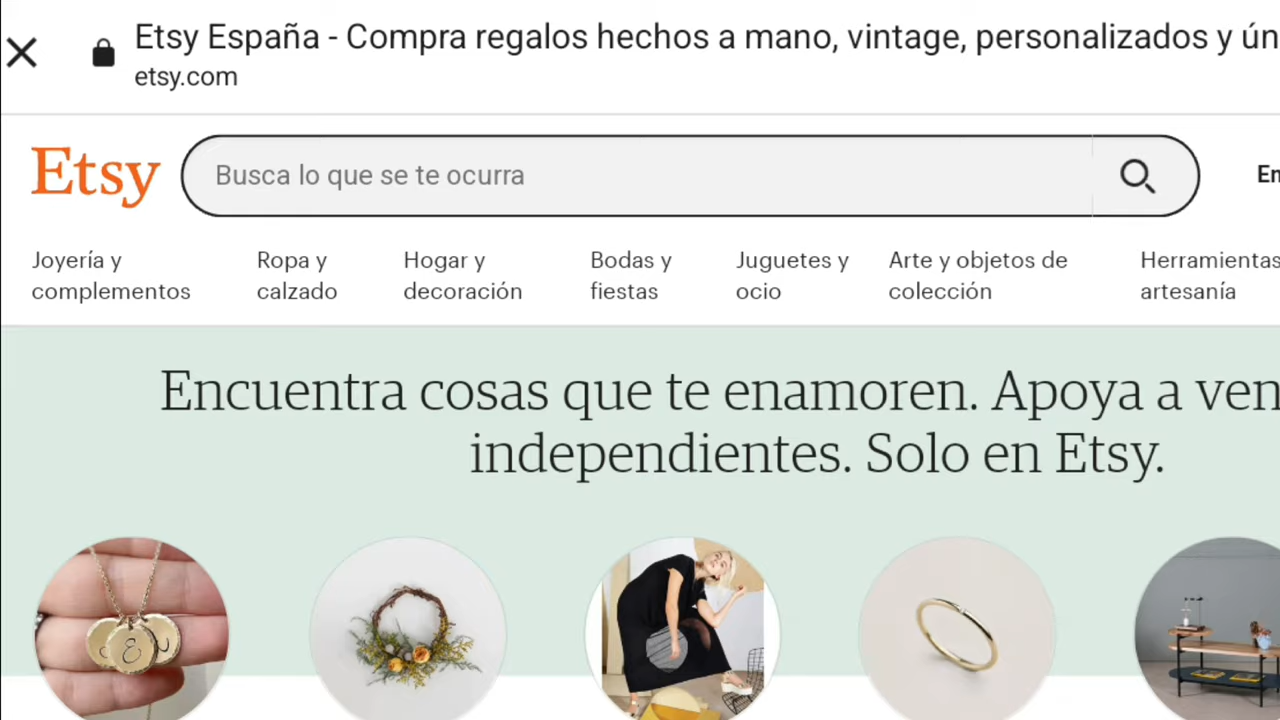 Etsy España - Compra regalos hechos a mano, vintage, personalizados y ún
etsy.com
Etsy
Busca lo que se te ocurra
En
Joyería y complementos
Ropa y calzado
Hogar y decoración
Bodas y fiestas
Juguetes y ocio
Arte y objetos de colección
Herramientas artesanía
Encuentra cosas que te enamoren. Apoya a ven
independientes. Solo en Etsy.
E